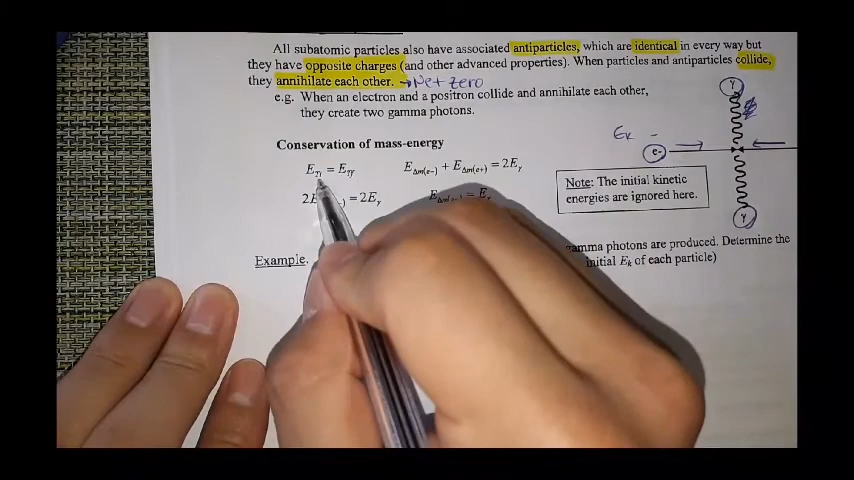 All subatomic particles also have associated antiparticles, which are identical in every way but
they have opposite charges (and other advanced properties). When particles and antiparticles collide,
they annihilate each other. → Net zero
e.g. When an electron and a positron collide and annihilate each other,
they create two gamma photons.
γ
Ek -
e-
Conservation of mass-energy
E_Ti = E_Tf E_Δm(e-) + E_Δm(e+) = 2E_γ
Note: The initial kinetic
energies are ignored here.
= 2E_γ = E_γ
γ
gamma photons are produced. Determine the
Example.
initial E_k of each particle)